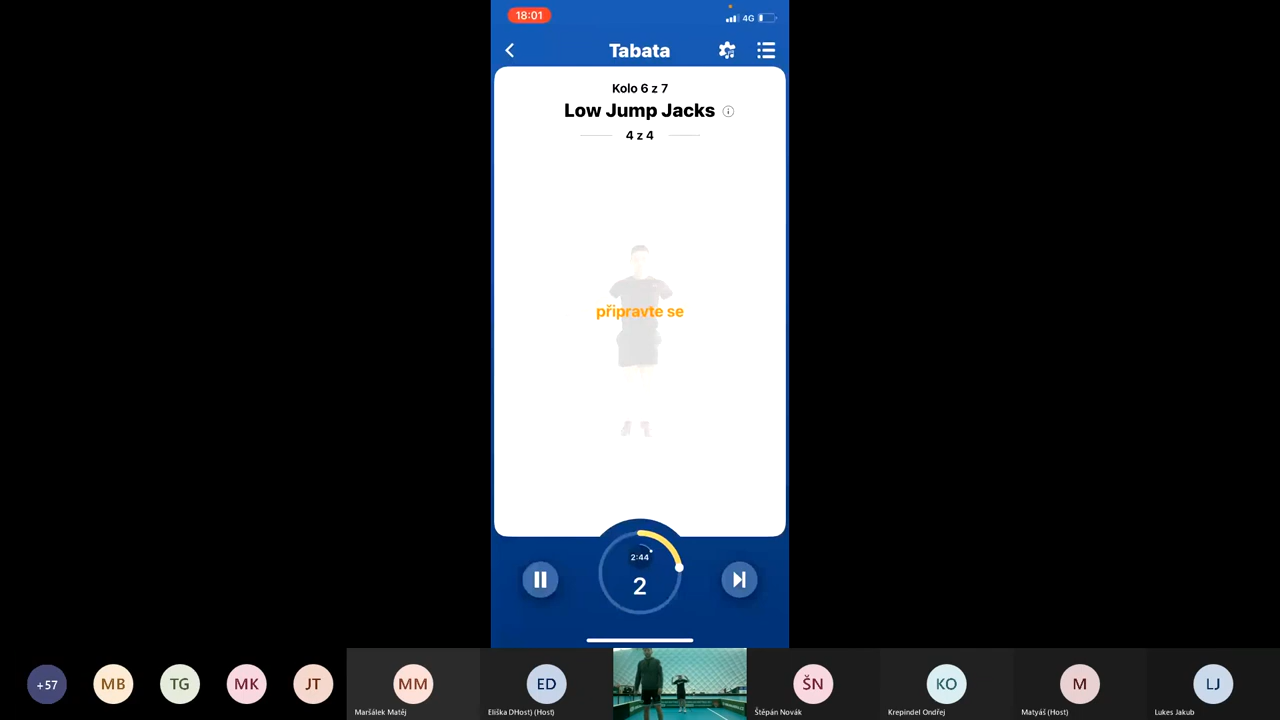 18:01
4G
Tabata
Kolo 6 z 7
Low Jump Jacks
4 z 4
připravte se
2:44
2
+57
MB
TG
MK
JT
MM
Maršálek Matěj
ED
Eliška DHost) (Host)
ŠN
Štěpán Novák
KO
Krepindel Ondřej
M
Matyáš (Host)
LJ
Lukes Jakub